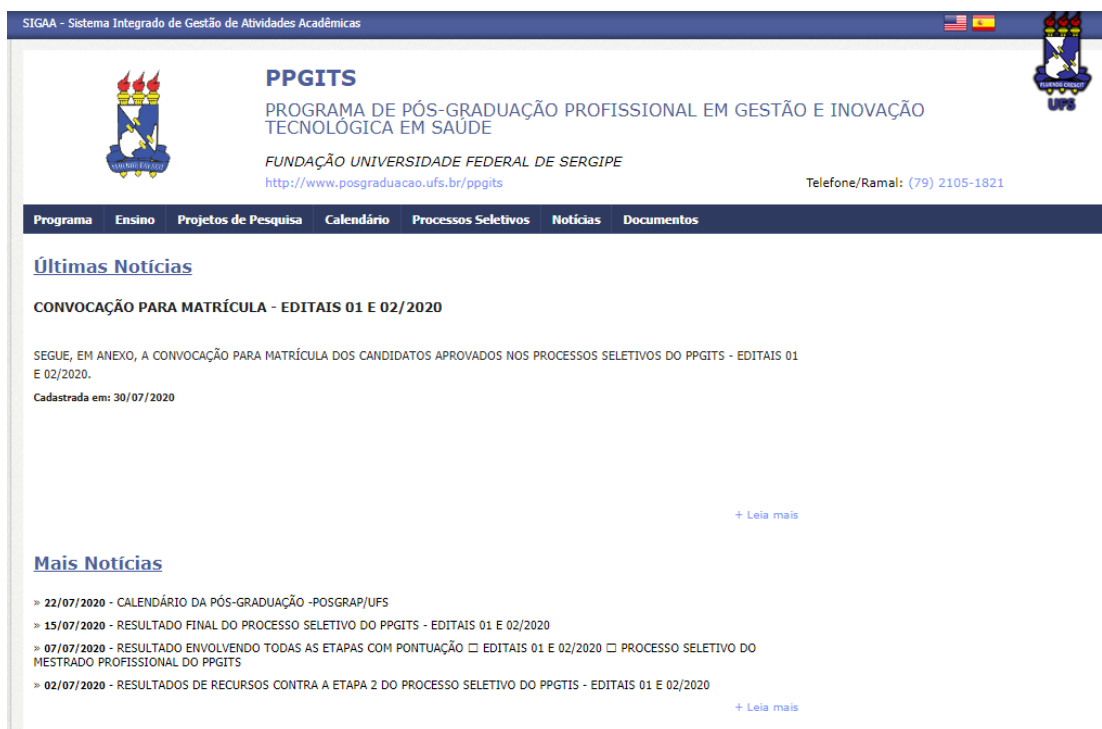 SIGAA - Sistema Integrado de Gestão de Atividades Acadêmicas
PPGITS
PROGRAMA DE PÓS-GRADUAÇÃO PROFISSIONAL EM GESTÃO E INOVAÇÃO
TECNOLÓGICA EM SAÚDE
FUNDAÇÃO UNIVERSIDADE FEDERAL DE SERGIPE
http://www.posgraduacao.ufs.br/ppgits
Telefone/Ramal: (79) 2105-1821
UFS
Programa Ensino Projetos de Pesquisa Calendário Processos Seletivos Notícias Documentos
Últimas Notícias
CONVOCAÇÃO PARA MATRÍCULA - EDITAIS 01 E 02/2020
SEGUE, EM ANEXO, A CONVOCAÇÃO PARA MATRÍCULA DOS CANDIDATOS APROVADOS NOS PROCESSOS SELETIVOS DO PPGITS - EDITAIS 01
E 02/2020.
Cadastrada em: 30/07/2020
+ Leia mais
Mais Notícias
» 22/07/2020 - CALENDÁRIO DA PÓS-GRADUAÇÃO -POSGRAP/UFS
» 15/07/2020 - RESULTADO FINAL DO PROCESSO SELETIVO DO PPGITS - EDITAIS 01 E 02/2020
» 07/07/2020 - RESULTADO ENVOLVENDO TODAS AS ETAPAS COM PONTUAÇÃO □ EDITAIS 01 E 02/2020 □ PROCESSO SELETIVO DO
MESTRADO PROFISSIONAL DO PPGITS
» 02/07/2020 - RESULTADOS DE RECURSOS CONTRA A ETAPA 2 DO PROCESSO SELETIVO DO PPGTIS - EDITAIS 01 E 02/2020
+ Leia mais